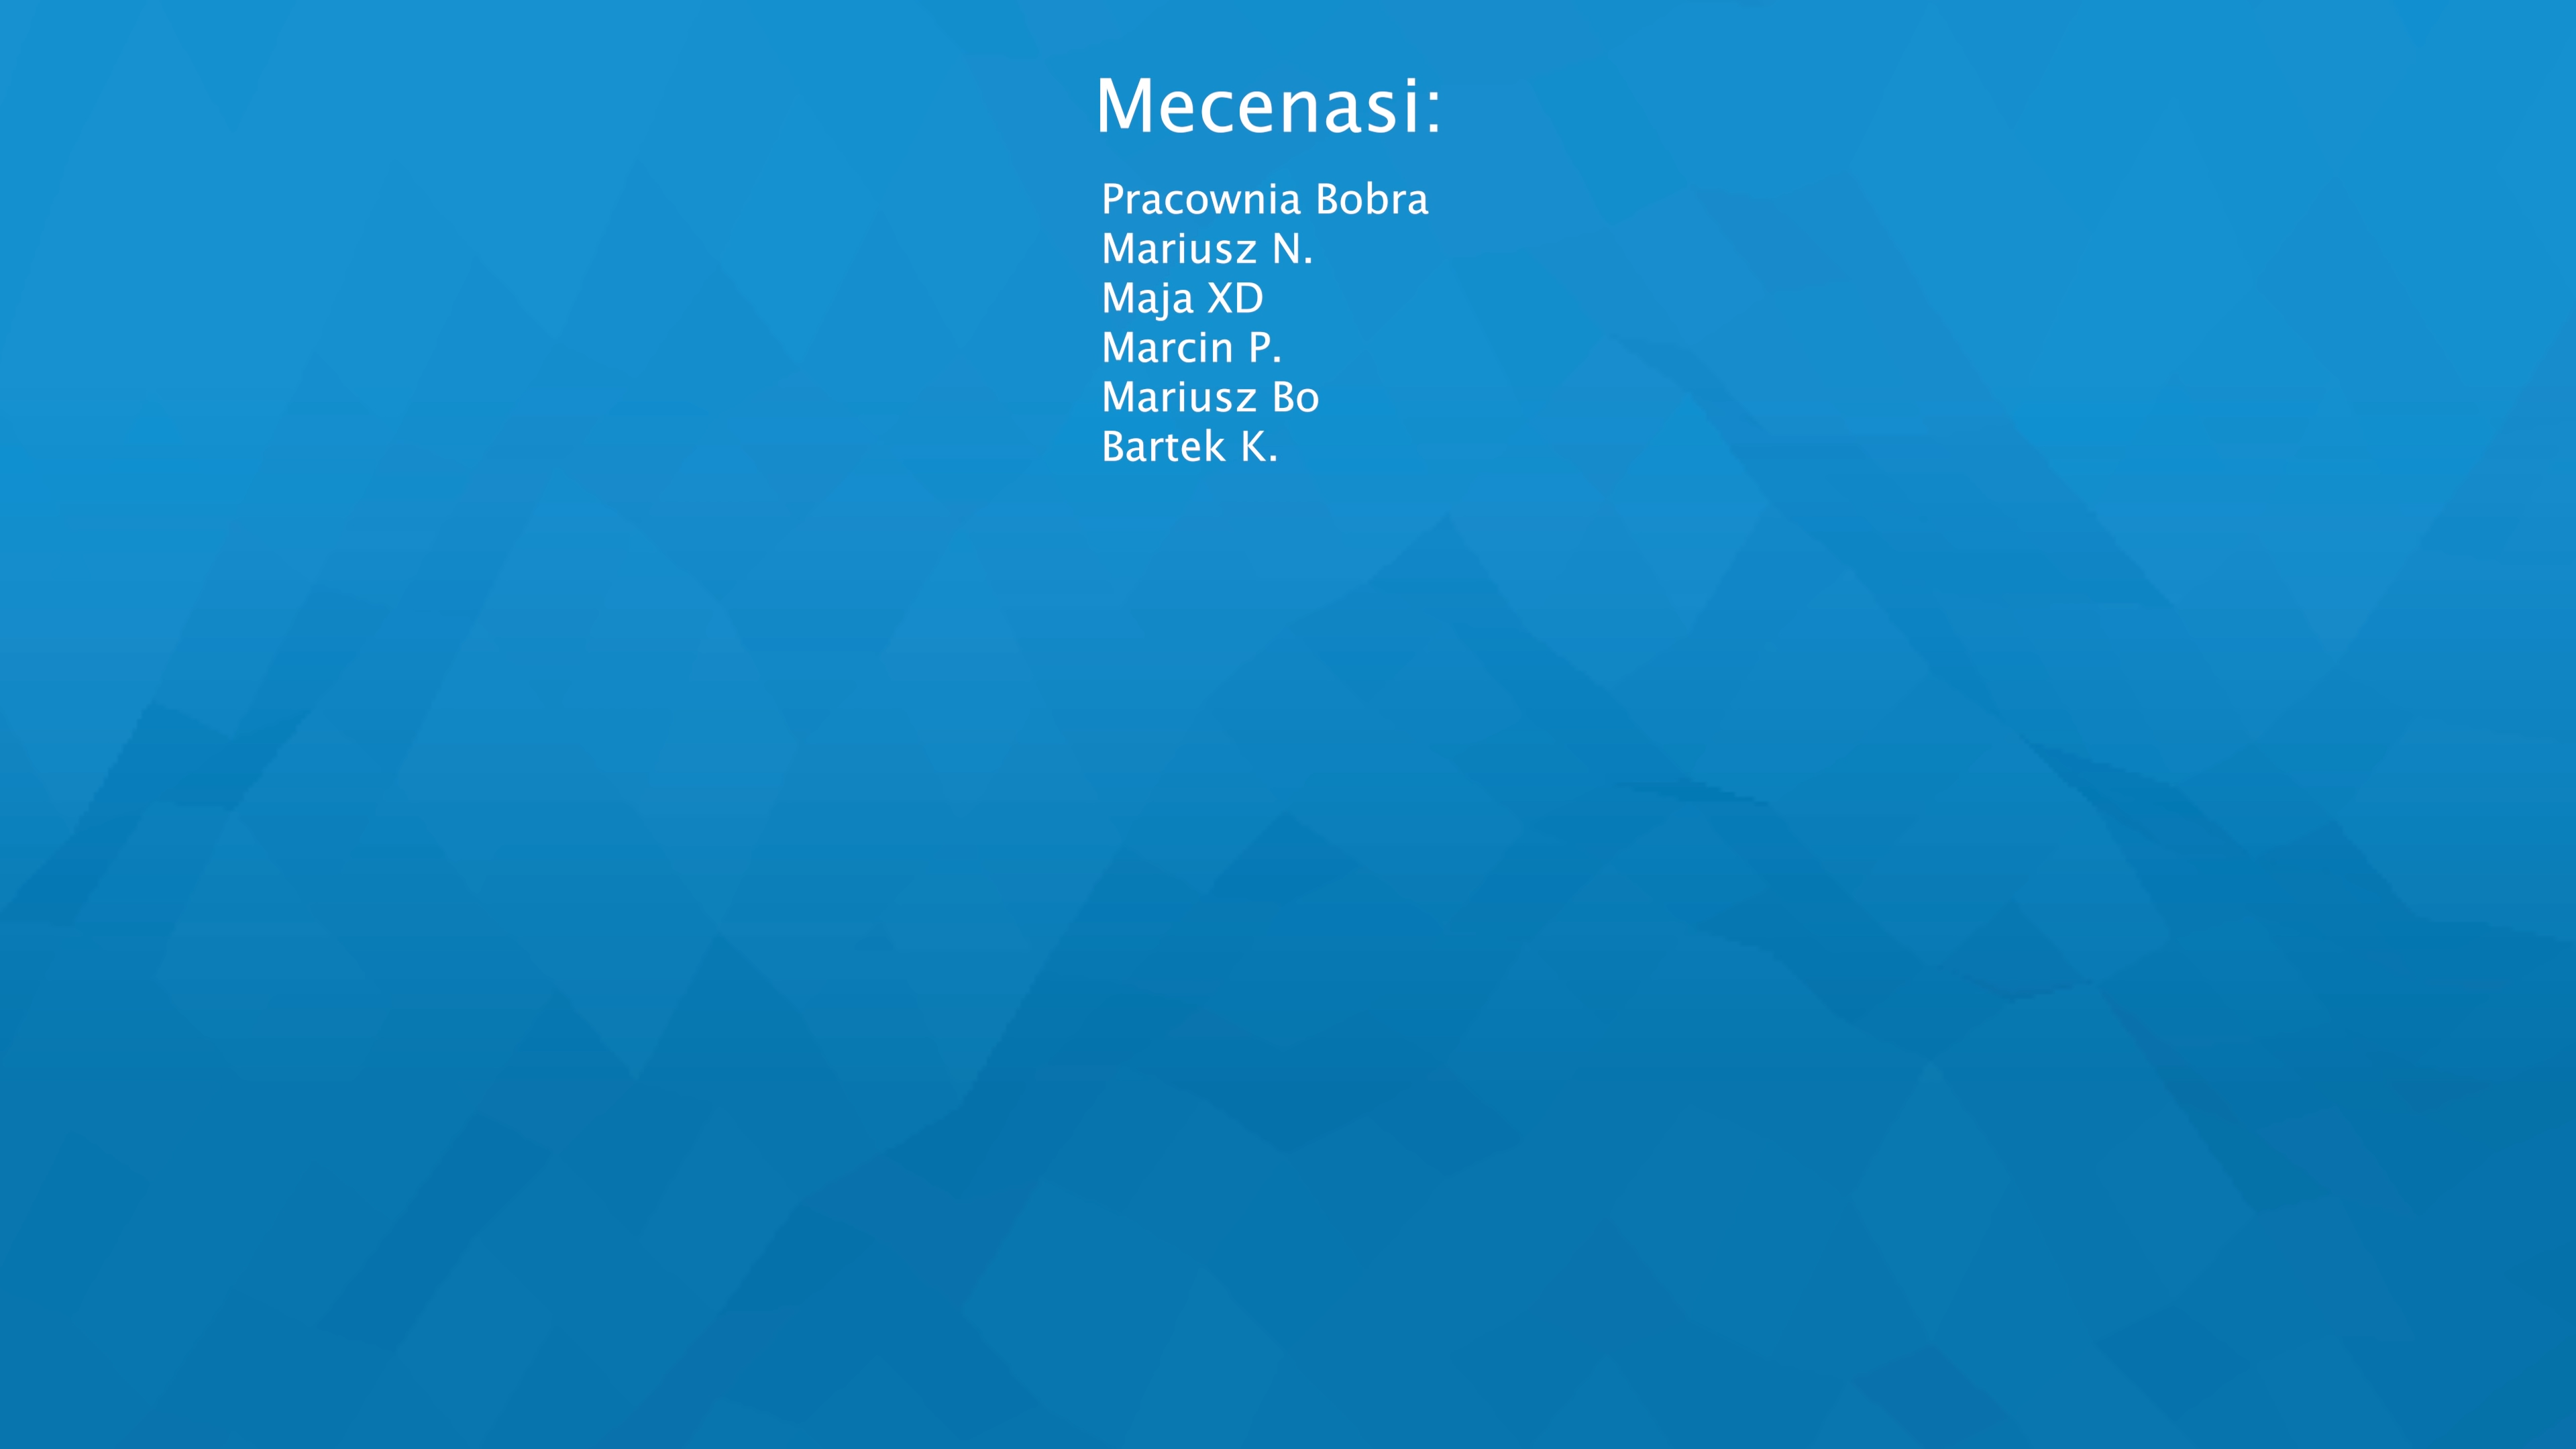 Mecenasi:
Pracownia Bobra
Mariusz N.
Maja XD
Marcin P.
Mariusz Bo
Bartek K.